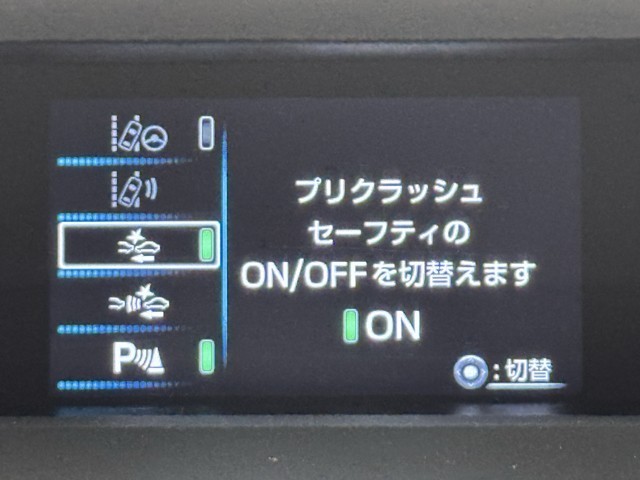 プリクラッシュ
セーフティの
ON/OFFを切替えます
ON
P
:切替